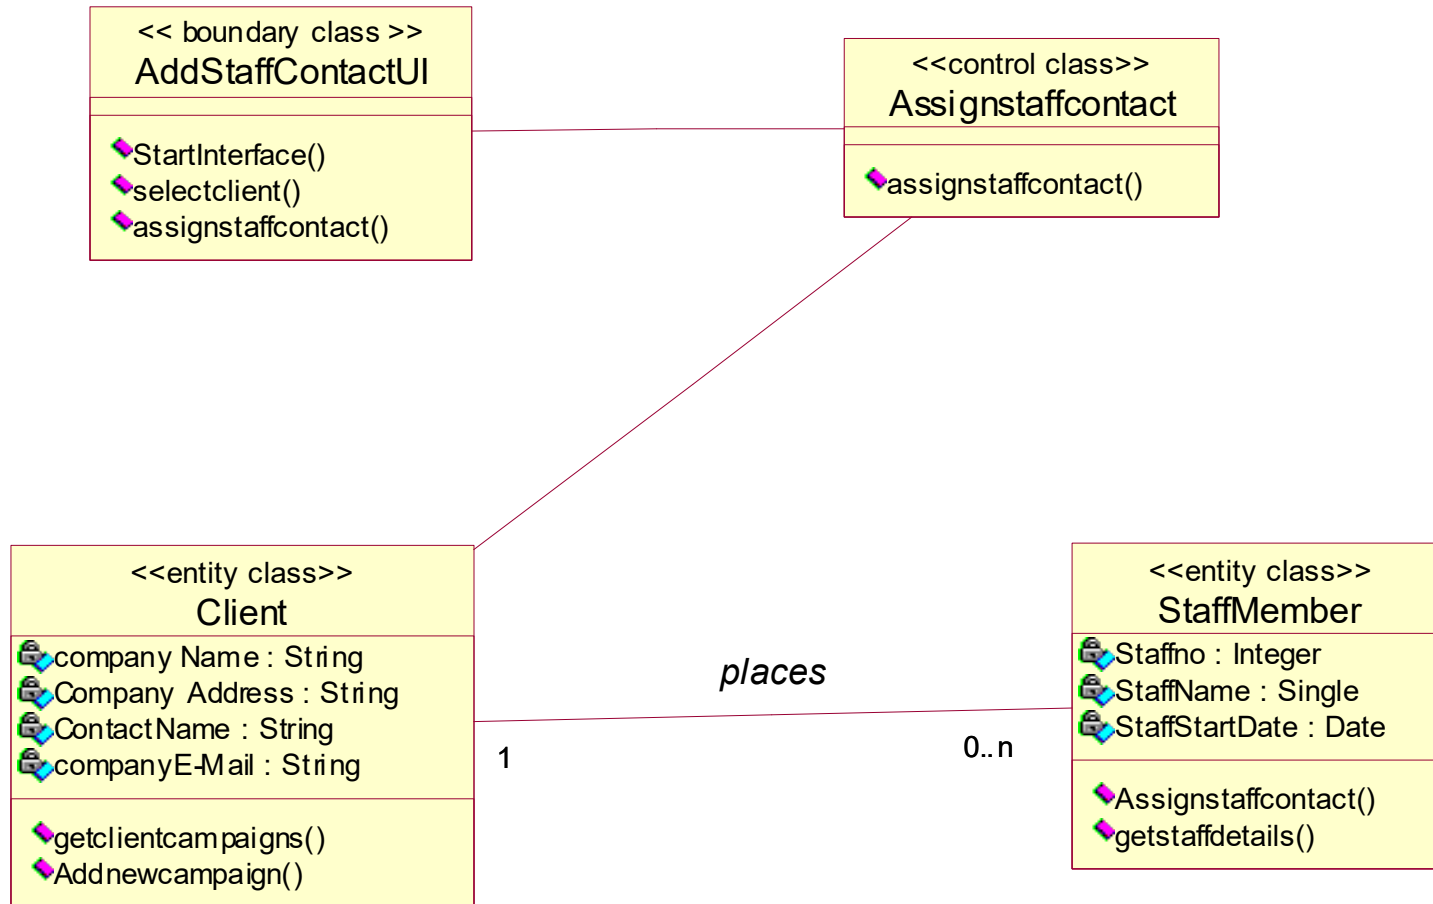 << boundary class >>
AddStaffContactUI
StartInterface()
selectclient()
assignstaffcontact()
<<control class>>
Assignstaffcontact
assignstaffcontact()
<<entity class>>
Client
company Name : String
Company Address : String
ContactName : String
companyE-Mail : String
getclientcampaigns()
Addnewcampaign()
places
1
0..n
<<entity class>>
StaffMember
Staffno : Integer
StaffName : Single
StaffStartDate : Date
Assignstaffcontact()
getstaffdetails()